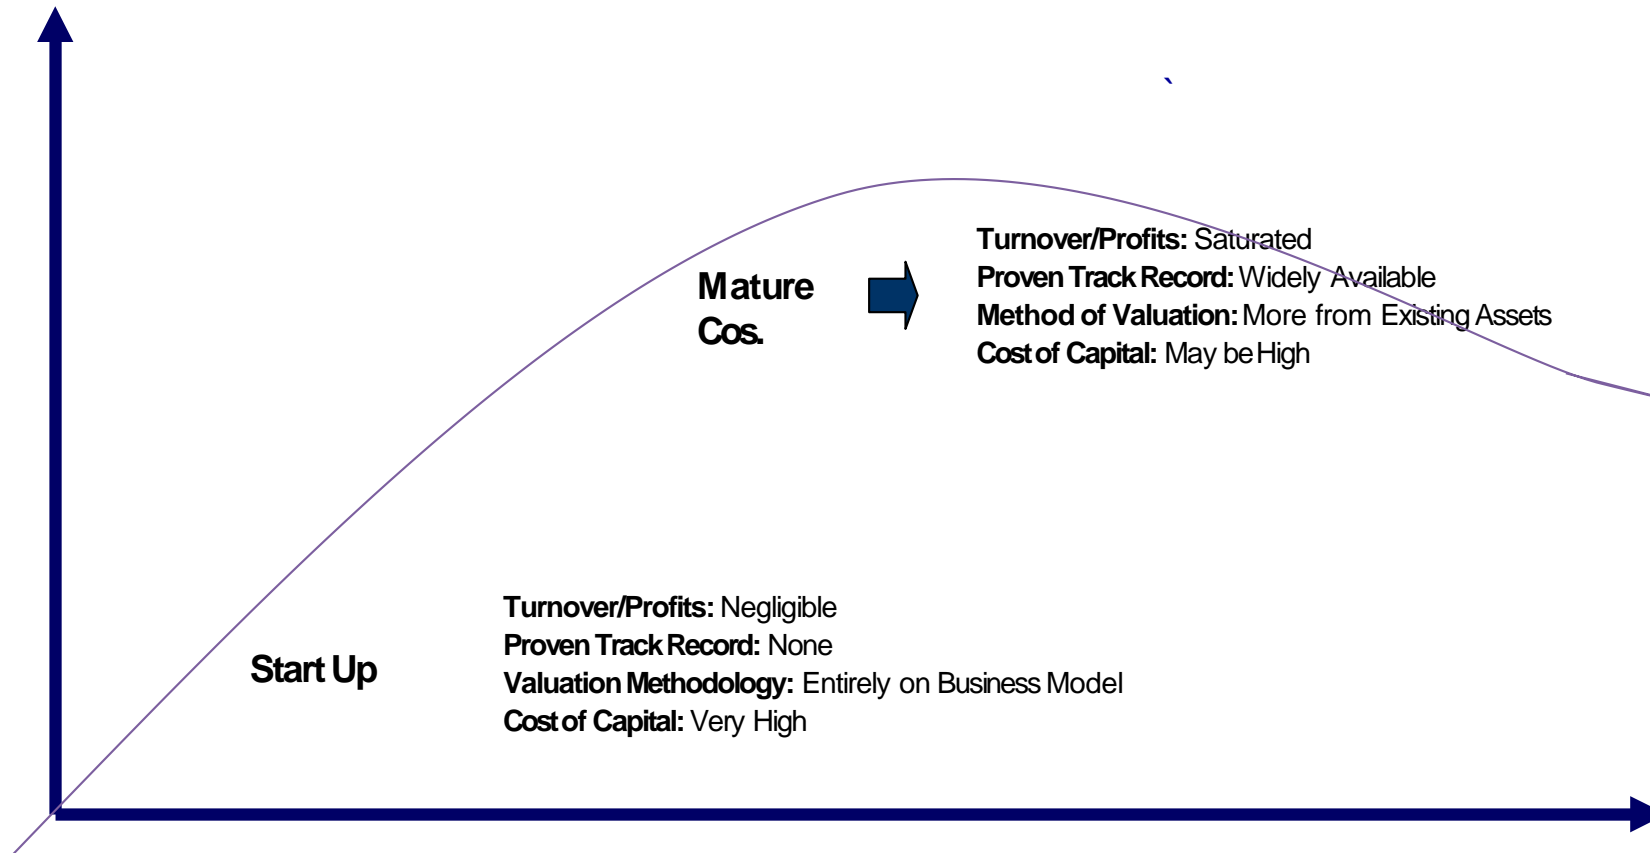 `
Turnover/Profits: Saturated
Mature
Cos.
Proven Track Record: Widely Available
Method of Valuation: More from Existing Assets
Cost of Capital: May be High
Turnover/Profits: Negligible
Proven Track Record: None
Start Up
Valuation Methodology: Entirely on Business Model
Cost of Capital: Very High